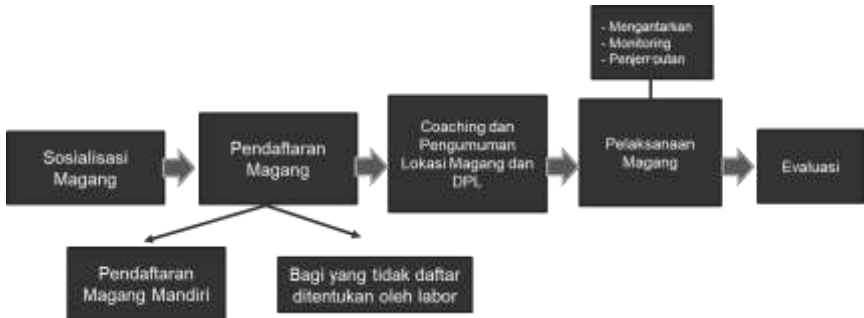 - Mengantarkan
- Monitoring
- Penjemputan
Sosialisasi
Magang
Pendaftaran
Magang
Coaching dan
Pengumuman
Lokasi Magang dan
DPL
Pelaksanaan
Magang
Evaluasi
Pendaftaran
Magang Mandiri
Bagi yang tidak daftar
ditentukan oleh labor